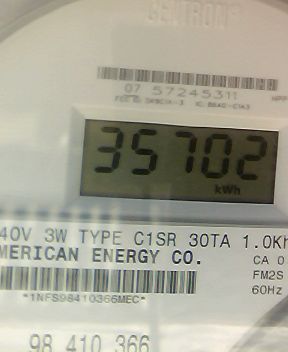 CENTRON®
07 57245311
35702
kWh
40V 3W TYPE C1SR 30TA 1.0Kh
MERICAN ENERGY CO.
CA 0
FM2S
60Hz
*1NFS98410366MEC*
98 410 366